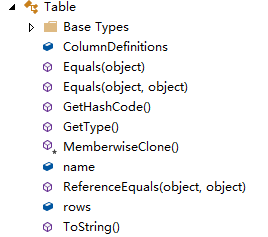 Table
Base Types
ColumnDefinitions
Equals(object)
Equals(object, object)
GetHashCode()
GetType()
MemberwiseClone()
name
ReferenceEquals(object, object)
rows
ToString()